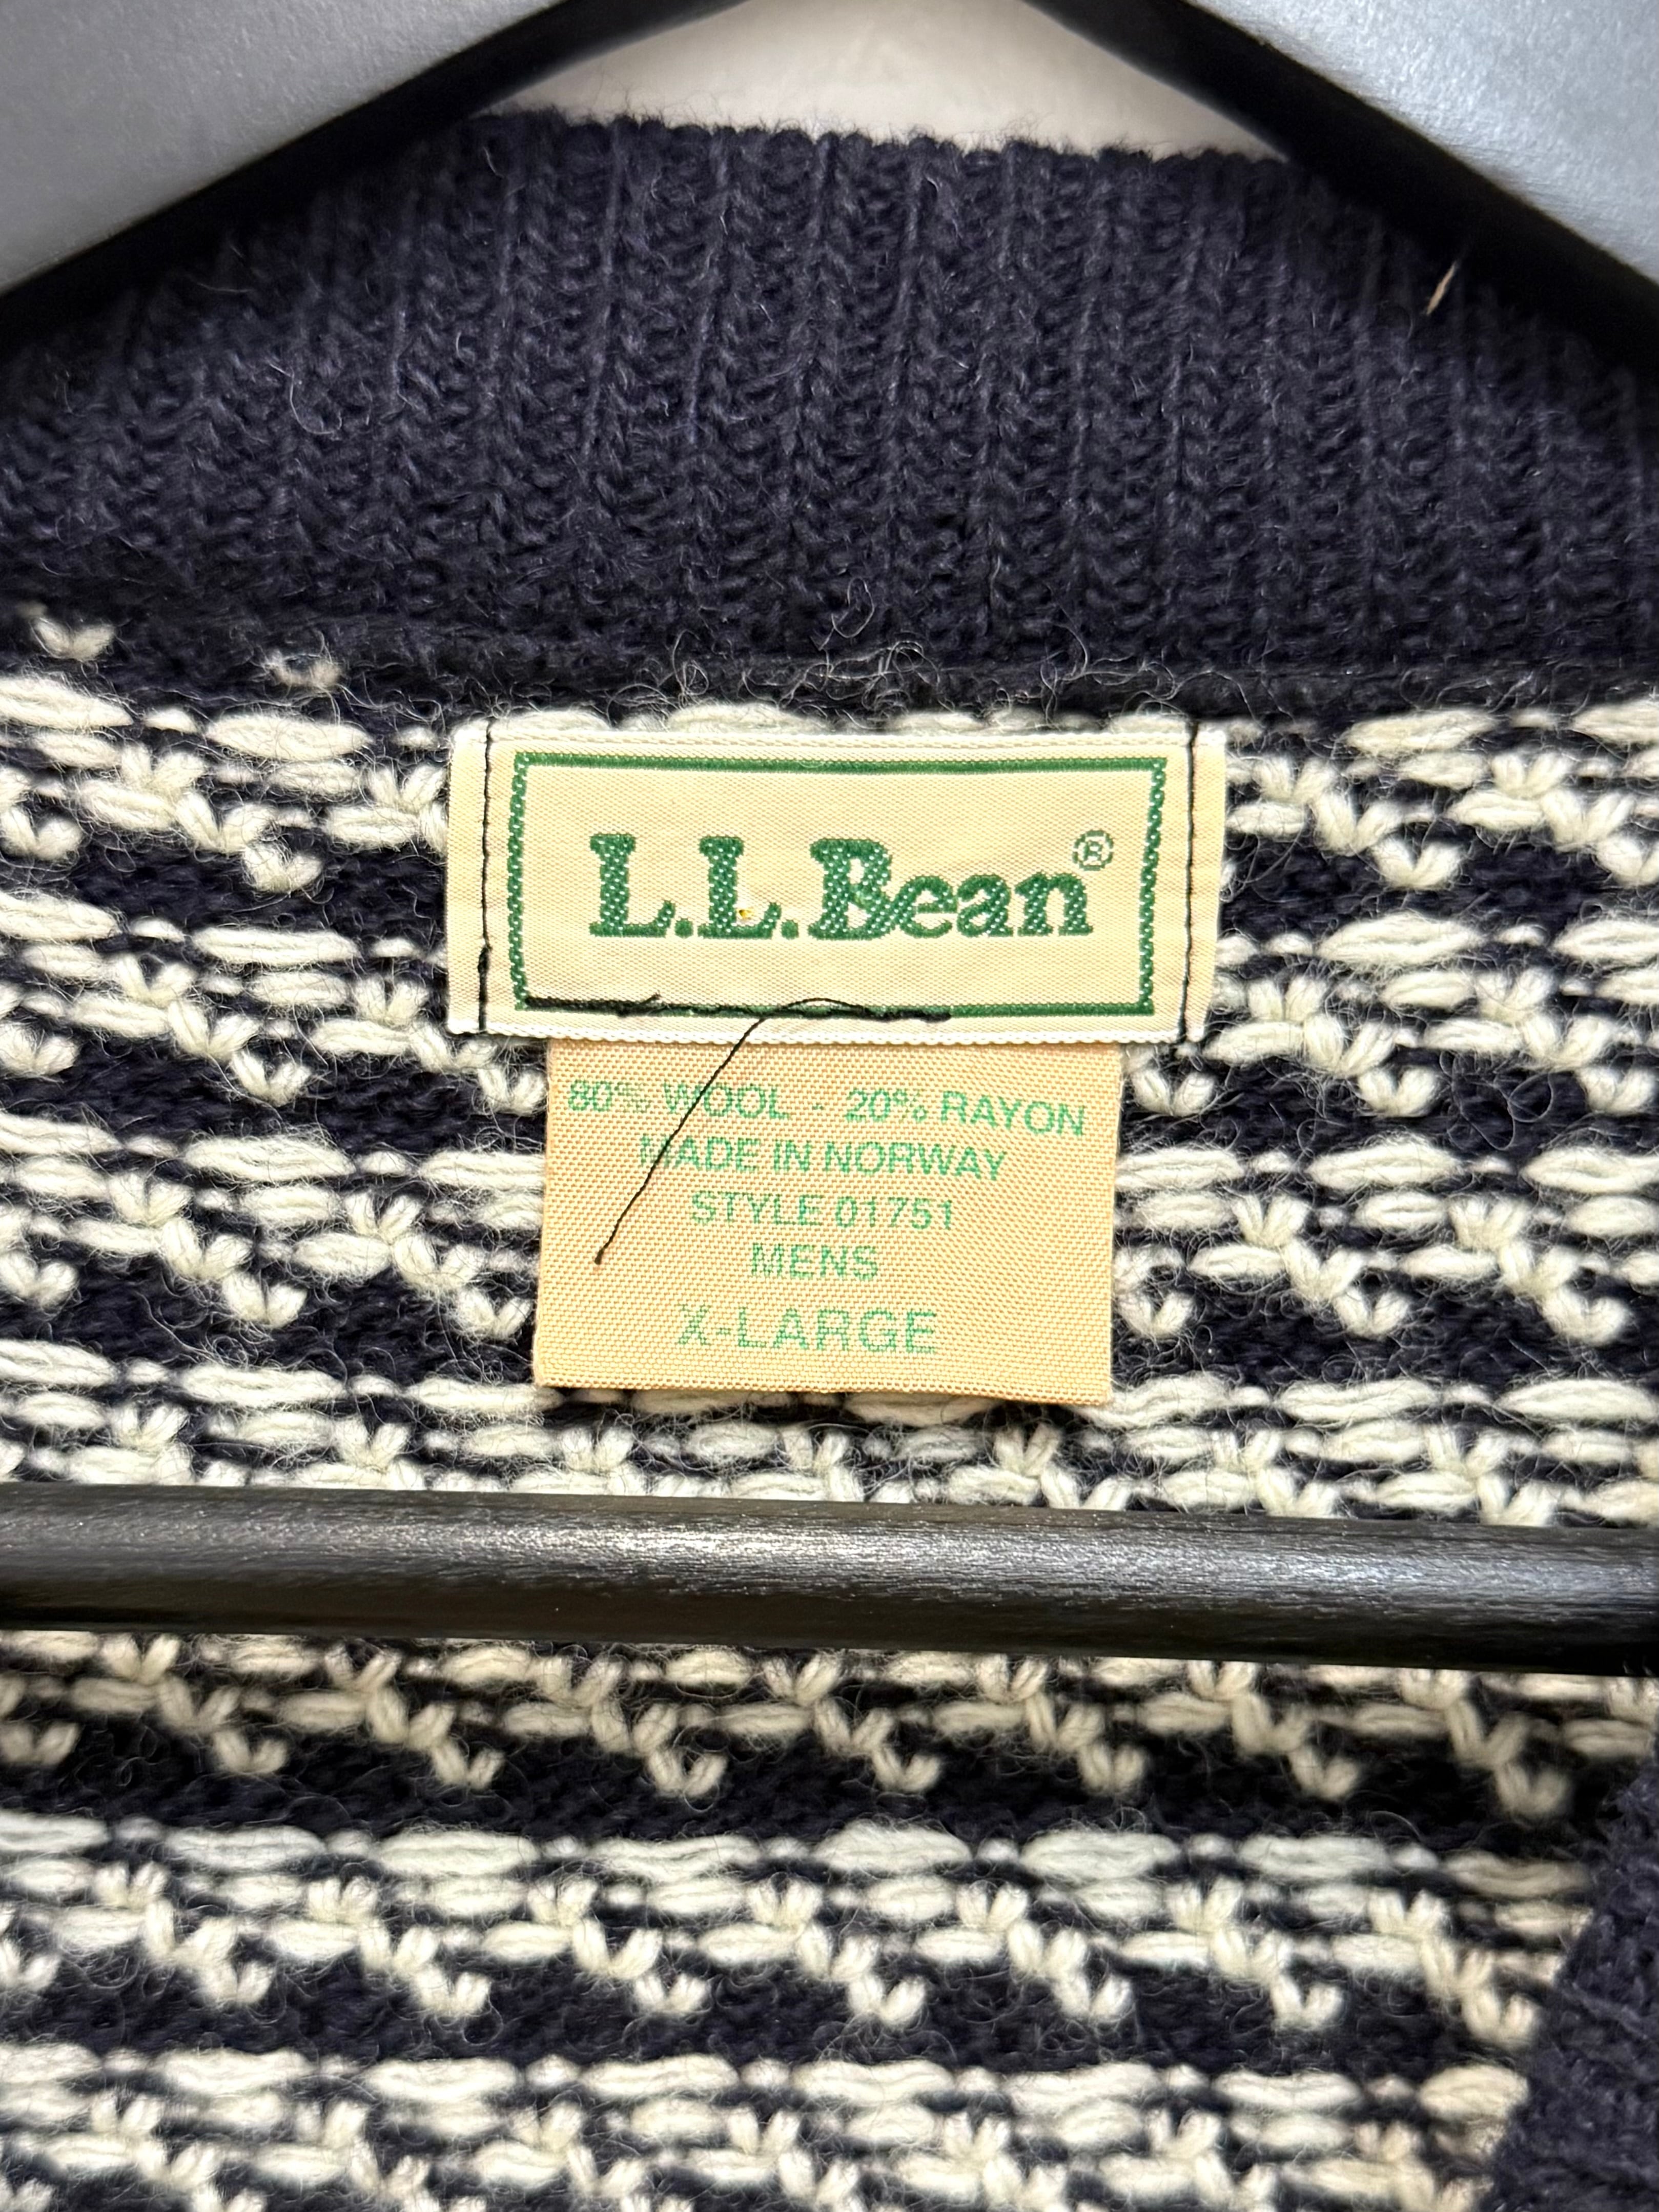 L.L.Bean®
80% WOOL - 20% RAYON
MADE IN NORWAY
STYLE 01751
MENS
X-LARGE